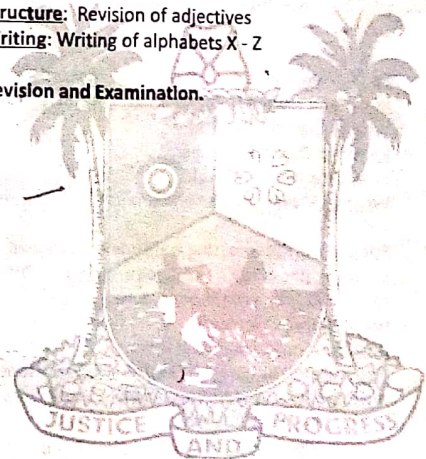 ructure: Revision of adjectives
riting: Writing of alphabets X - Z
evision and Examination.
JUSTICE
AND
PROGRESS